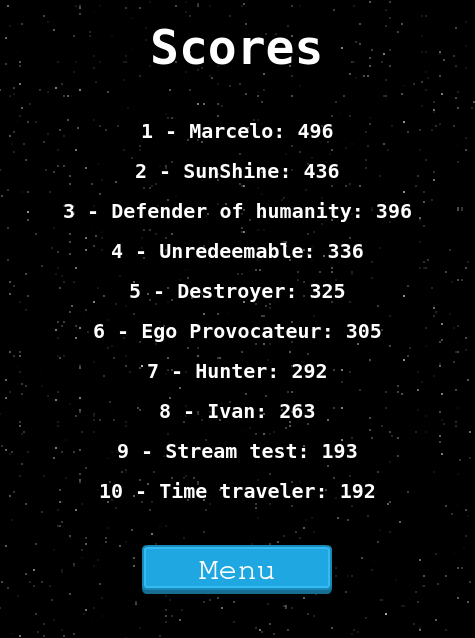 Scores
1 - Marcelo: 496
2 - SunShine: 436
3 - Defender of humanity: 396
4 - Unredeemable: 336
5 - Destroyer: 325
6 - Ego Provocateur: 305
7 - Hunter: 292
8 - Ivan: 263
9 - Stream test: 193
10 - Time traveler: 192
Menu